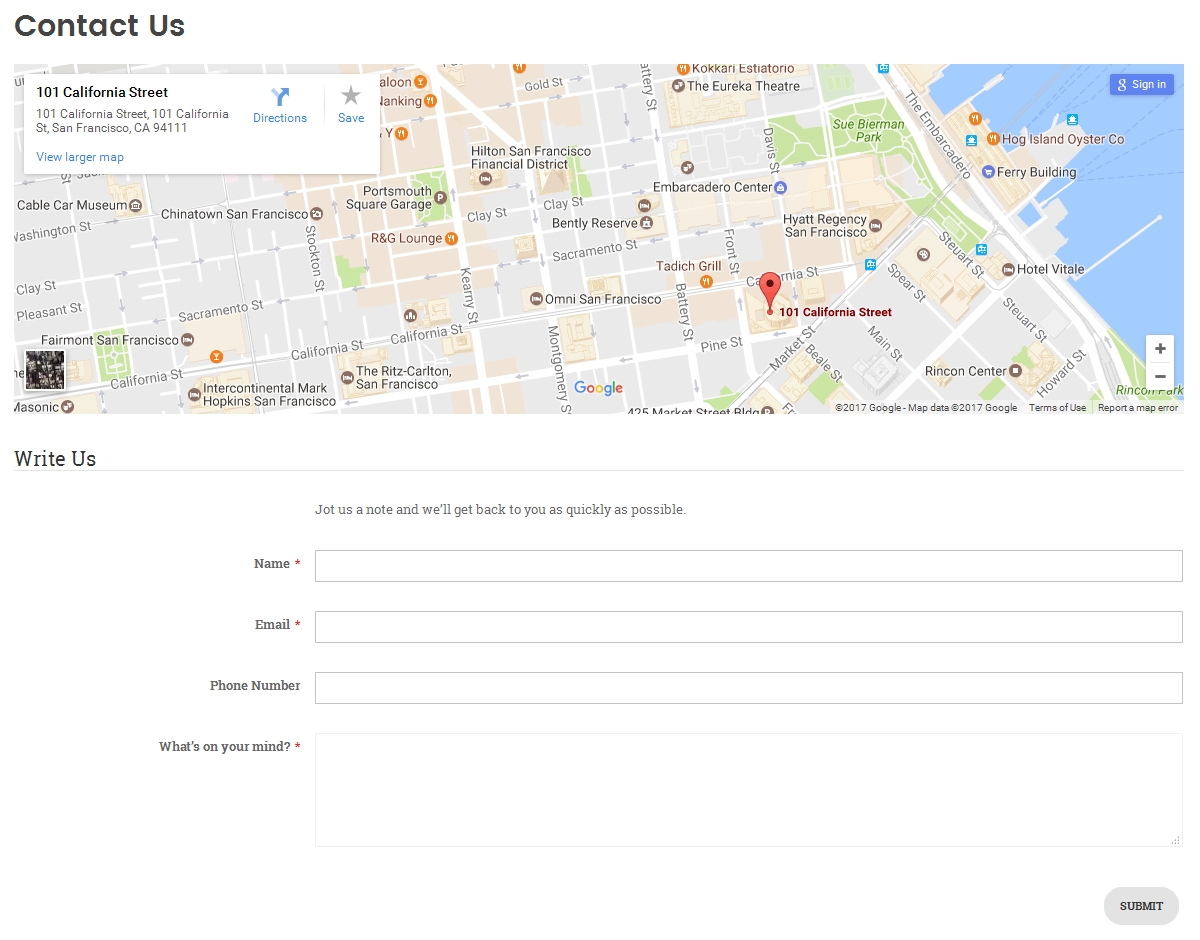 Contact Us
101 California Street
101 California Street, 101 California
St, San Francisco, CA 94111
View larger map
Directions
Save
Sign in
Gold St
Kokkari Estiatorio
The Eureka Theatre
Battery St
The Embarcadero
Sue Bierman
Park
Hog Island Oyster Co
Ferry Building
Davis St
Hilton San Francisco
Financial District
Embarcadero Center
Portsmouth
Square Garage
Cable Car Museum
Chinatown San Francisco
Clay St
Clay St
Bently Reserve
Hyatt Regency
San Francisco
Washington St
R&G Lounge
Sacramento St
Front St
Steuart St
Stockton St
Kearny St
Tadich Grill
California St
Spear St
Hotel Vitale
Clay St
Pleasant St
Sacramento St
Omni San Francisco
Battery St
101 California Street
Steuart St
Fairmont San Francisco
California St
California St
Montgomery St
Pine St
Market St
Beale St
Main St
Howard St
California St
The Ritz-Carlton,
San Francisco
Rincon Center
Intercontinental Mark
Hopkins San Francisco
Google
Rincon Park
Masonic
425 Market Street Bldg
©2017 Google - Map data ©2017 Google
Terms of Use
Report a map error
Write Us
Jot us a note and we’ll get back to you as quickly as possible.
Name *
Email *
Phone Number
What’s on your mind? *
SUBMIT